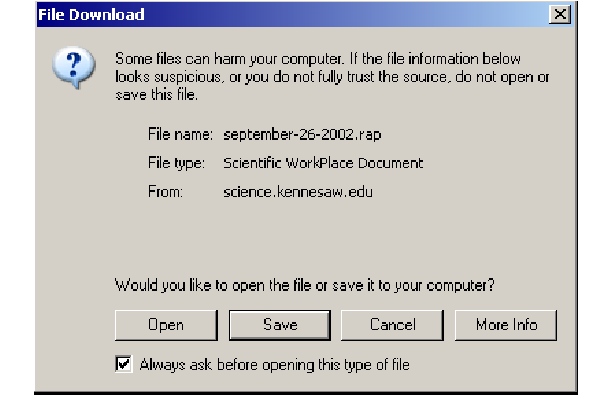 File Download
Some files can harm your computer. If the file information below
looks suspicious, or you do not fully trust the source, do not open or
save this file.
File name: september-26-2002.rap
File type: Scientific WorkPlace Document
From: science.kennesaw.edu
Would you like to open the file or save it to your computer?
Open Save Cancel More Info
Always ask before opening this type of file